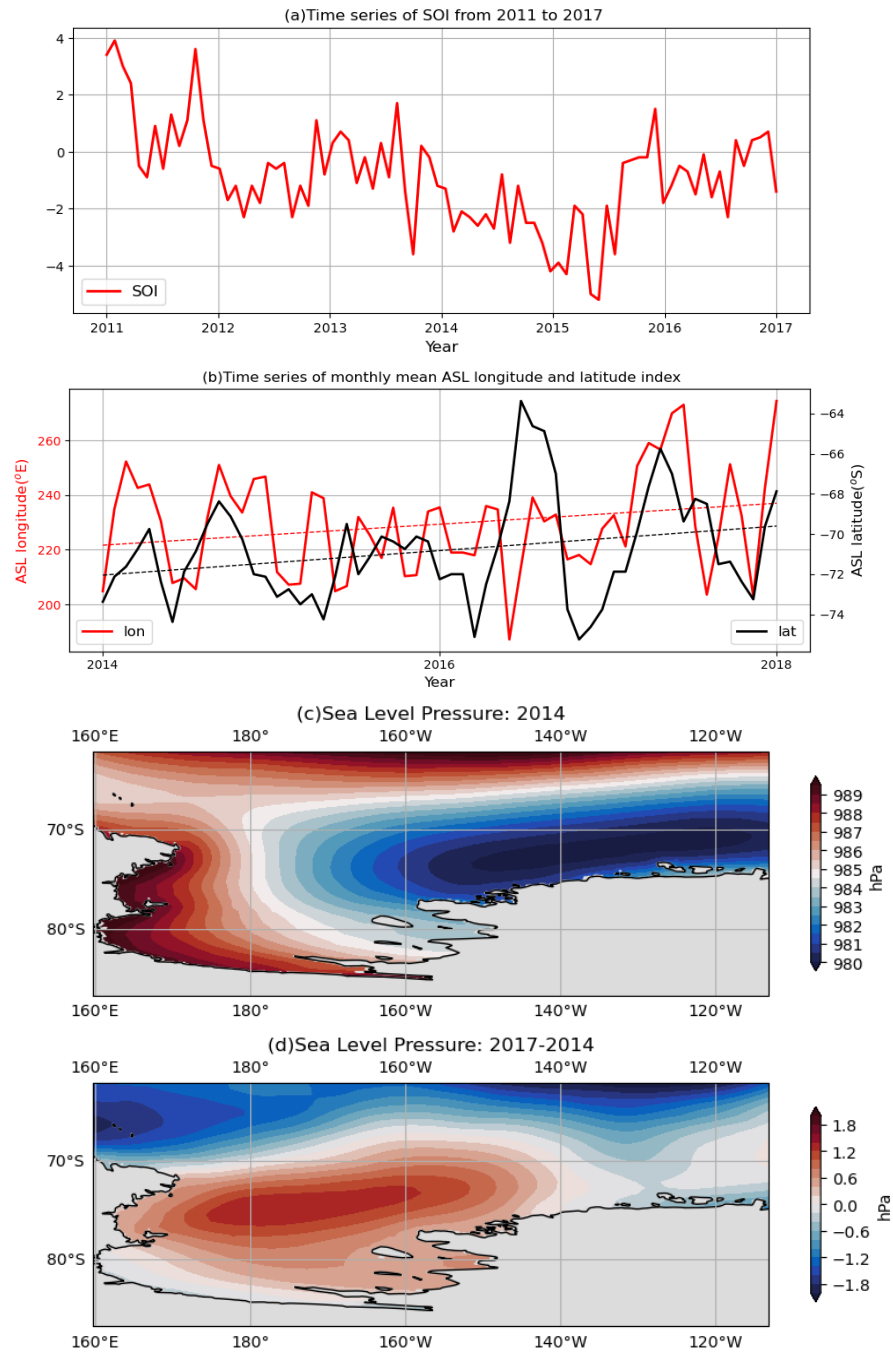 (a)Time series of SOI from 2011 to 2017
4
2
0
−2
−4
SOI
2011 2012 2013 2014 2015 2016 2017
Year
(b)Time series of monthly mean ASL longitude and latitude index
ASL longitude(⁰E)
260
240
220
200
−64
−66
−68
−70
−72
−74
ASL latitude(⁰S)
lon
lat
2014 2016 2018
Year
(c)Sea Level Pressure: 2014
160°E 180° 160°W 140°W 120°W
70°S
80°S
160°E 180° 160°W 140°W 120°W
989
988
987
986
985
984
983
982
981
980
hPa
(d)Sea Level Pressure: 2017-2014
160°E 180° 160°W 140°W 120°W
70°S
80°S
160°E 180° 160°W 140°W 120°W
1.8
1.2
0.6
0.0
−0.6
−1.2
−1.8
hPa